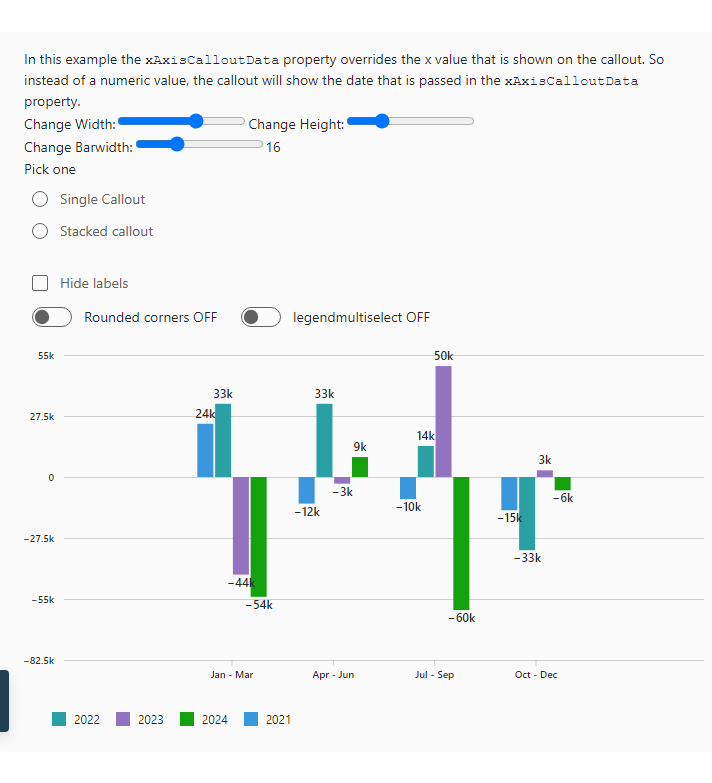 In this example the xAxisCalloutData property overrides the x value that is shown on the callout. So
instead of a numeric value, the callout will show the date that is passed in the xAxisCalloutData
property.
Change Width: Change Height:
Change Barwidth: 16
Pick one
Single Callout
Stacked callout
Hide labels
Rounded corners OFF legendmultiselect OFF
55k
27.5k
0
−27.5k
−55k
−82.5k
24k
33k
−44k
−54k
−12k
33k
−3k
9k
−10k
14k
50k
−60k
−15k
−33k
3k
−6k
Jan - Mar Apr - Jun Jul - Sep Oct - Dec
2022 2023 2024 2021